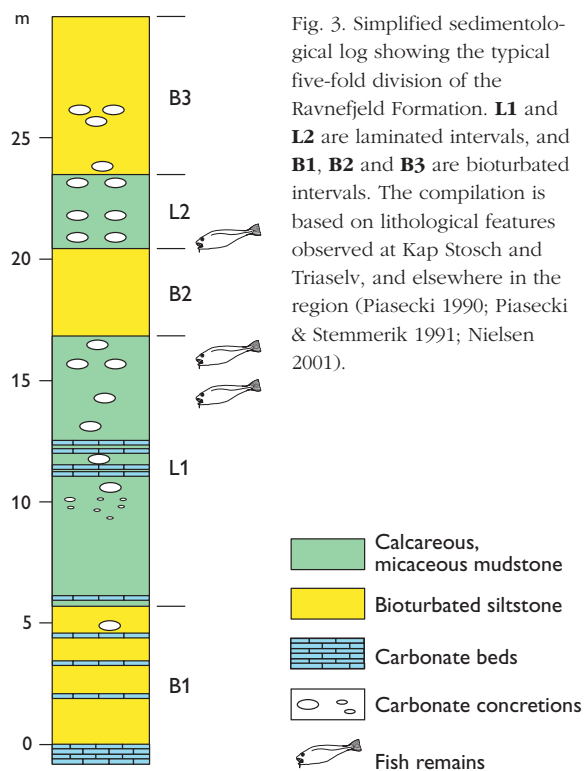 m
25
20
15
10
5
0
B3
L2
B2
L1
B1
Fig. 3. Simplified sedimentolo-
gical log showing the typical
five-fold division of the
Ravnefjeld Formation. L1 and
L2 are laminated intervals, and
B1, B2 and B3 are bioturbated
intervals. The compilation is
based on lithological features
observed at Kap Stosch and
Triaselv, and elsewhere in the
region (Piasecki 1990; Piasecki
& Stemmerik 1991; Nielsen
2001).
Calcareous,
micaceous mudstone
Bioturbated siltstone
Carbonate beds
Carbonate concretions
Fish remains